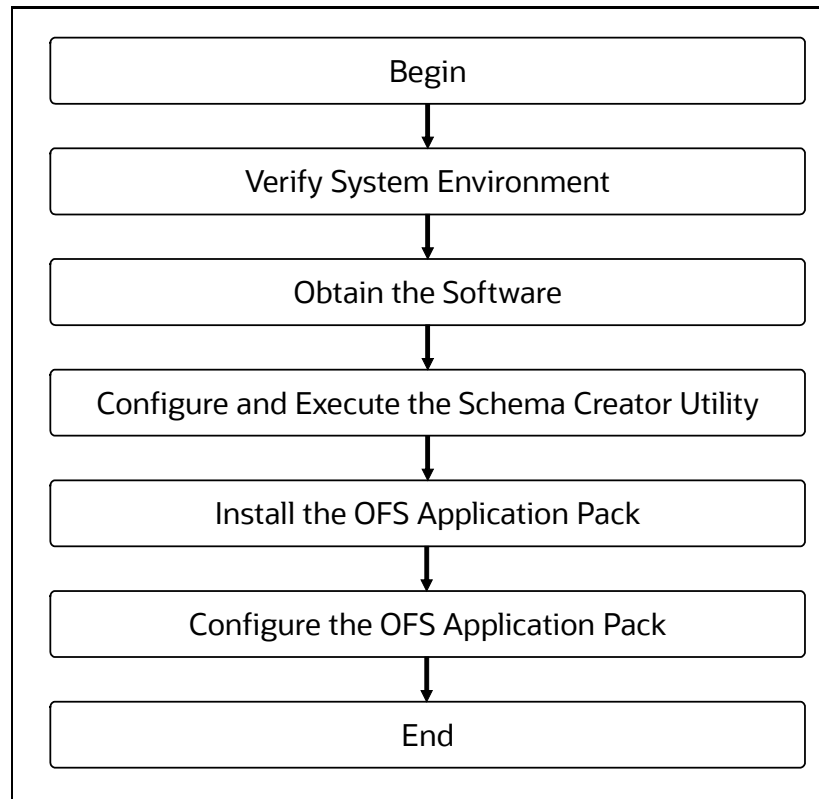 Begin
Verify System Environment
Obtain the Software
Configure and Execute the Schema Creator Utility
Install the OFS Application Pack
Configure the OFS Application Pack
End